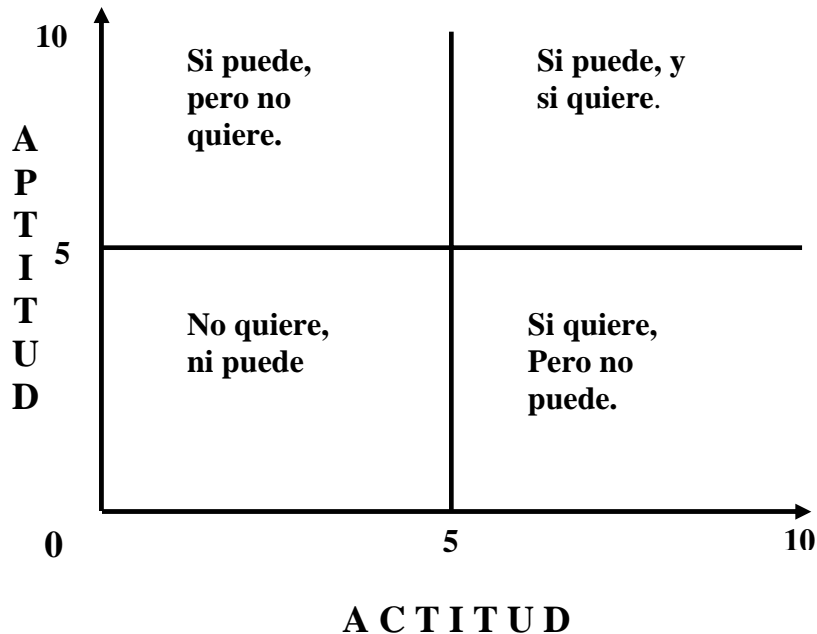 10
Si puede,
pero no
quiere.
Si puede, y
si quiere.
A
P
T
I
T
U
D
5
No quiere,
ni puede
Si quiere,
Pero no
puede.
0
5
10
A C T I T U D